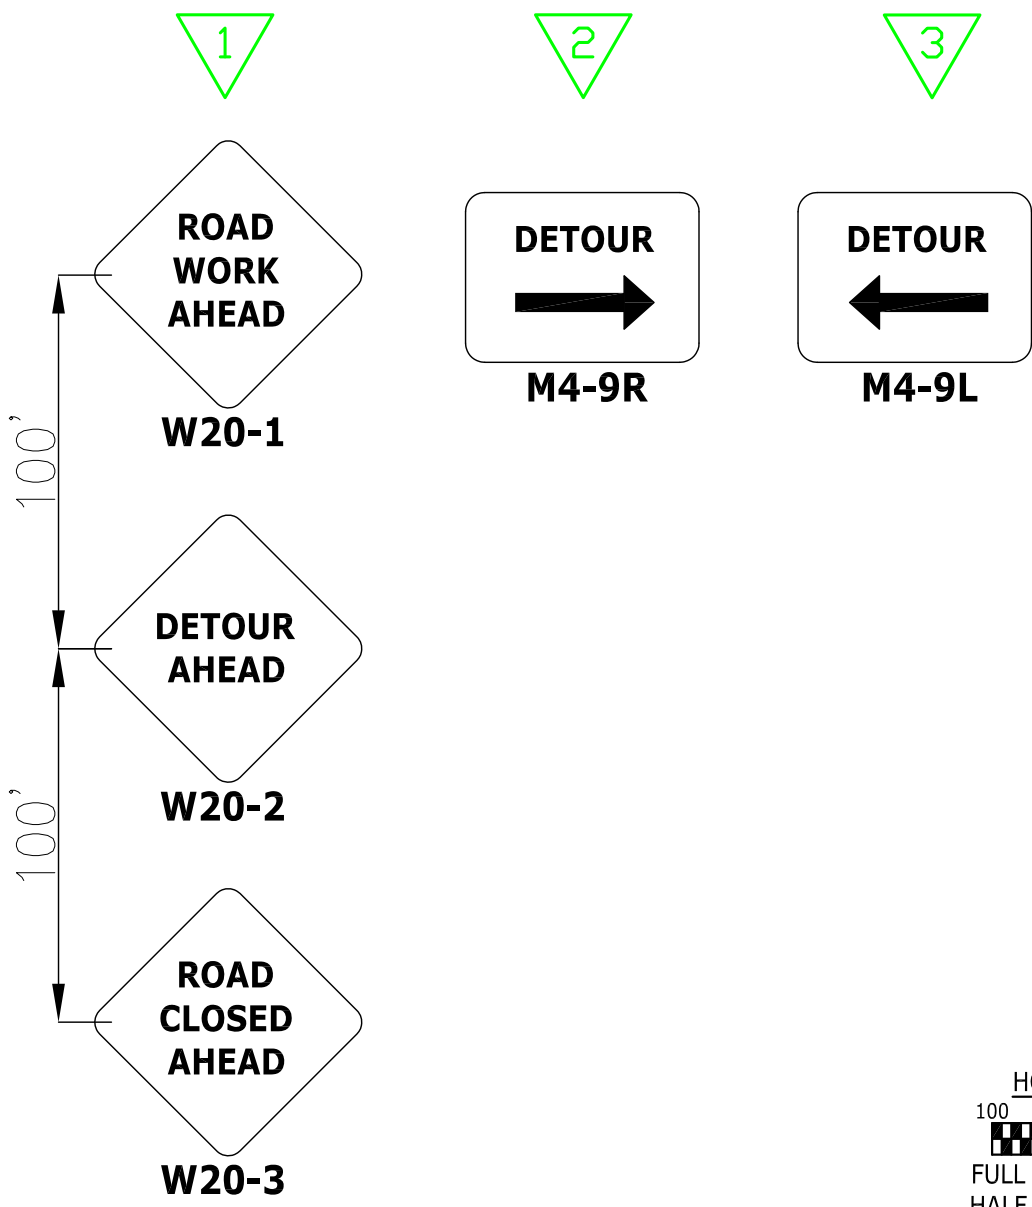 1
2
3
ROAD
WORK
AHEAD
W20-1
DETOUR
M4-9R
DETOUR
M4-9L
100'
DETOUR
AHEAD
W20-2
100'
ROAD
CLOSED
AHEAD
W20-3
100
FULL
HALF